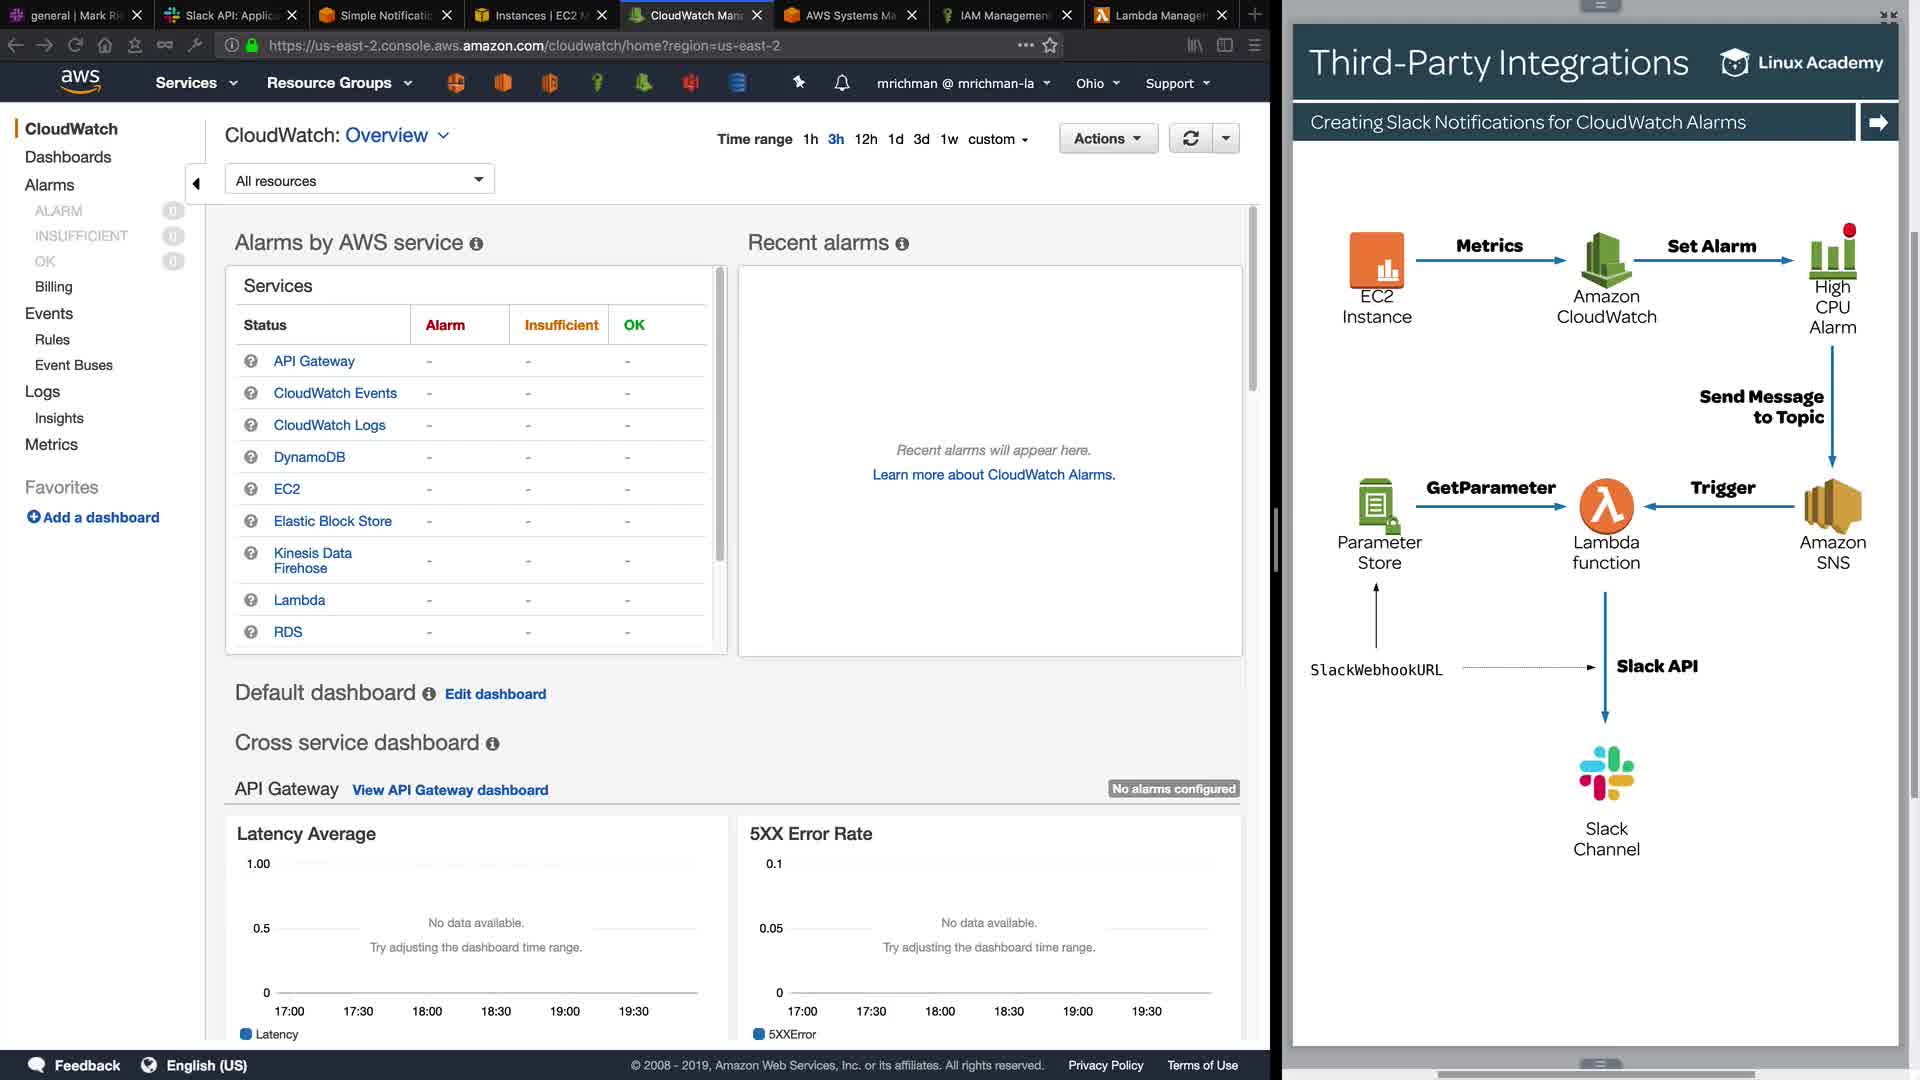 general | Mark Ri
Slack API: Applic
Simple Notificatio
Instances | EC2 M
CloudWatch Man
AWS Systems Ma
IAM Management
Lambda Manager
https://us-east-2.console.aws.amazon.com/cloudwatch/home?region=us-east-2
aws
Services
Resource Groups
mrichman @ mrichman-la
Ohio
Support
CloudWatch
Dashboards
Alarms
ALARM 0
INSUFFICIENT 0
OK 0
Billing
Events
Rules
Event Buses
Logs
Insights
Metrics
Favorites
Add a dashboard
CloudWatch: Overview
Time range 1h 3h 12h 1d 3d 1w custom
Actions
All resources
Alarms by AWS service
Services
Status Alarm Insufficient OK
API Gateway - - -
CloudWatch Events - - -
CloudWatch Logs - - -
DynamoDB - - -
EC2 - - -
Elastic Block Store - - -
Kinesis Data
Firehose - - -
Lambda - - -
RDS - - -
Recent alarms
Recent alarms will appear here.
Learn more about CloudWatch Alarms.
Default dashboard Edit dashboard
Cross service dashboard
API Gateway View API Gateway dashboard
No alarms configured
Latency Average
1.00
0.5
0
No data available.
Try adjusting the dashboard time range.
17:00 17:30 18:00 18:30 19:00 19:30
Latency
5XX Error Rate
0.1
0.05
0
No data available.
Try adjusting the dashboard time range.
17:00 17:30 18:00 18:30 19:00 19:30
5XXError
Feedback
English (US)
© 2008 - 2019, Amazon Web Services, Inc. or its affiliates. All rights reserved.
Privacy Policy
Terms of Use
Third-Party Integrations
Linux Academy
Creating Slack Notifications for CloudWatch Alarms
Metrics
Set Alarm
EC2
Instance
Amazon
CloudWatch
High
CPU
Alarm
Send Message
to Topic
GetParameter
Trigger
Parameter
Store
Lambda
function
Amazon
SNS
SlackWebhookURL
Slack API
Slack
Channel